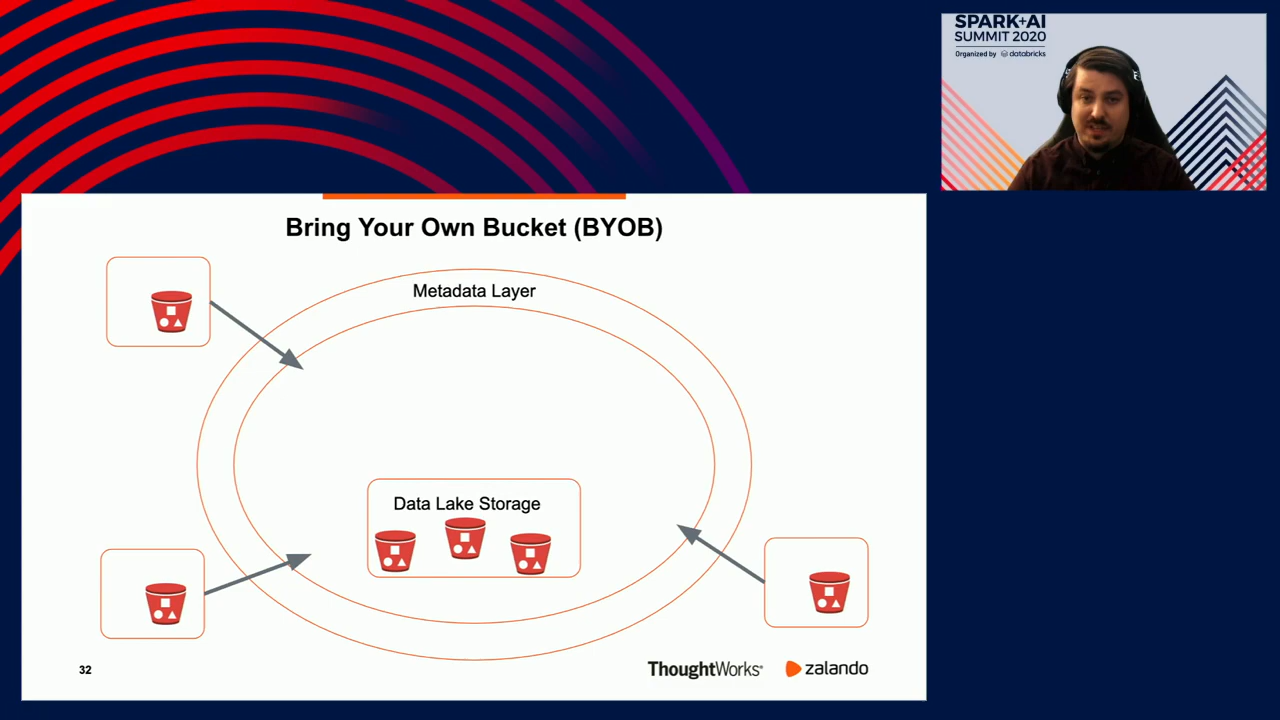 SPARK+AI
SUMMIT 2020
Organized by databricks
Bring Your Own Bucket (BYOB)
Metadata Layer
Data Lake Storage
32
ThoughtWorks®
zalando